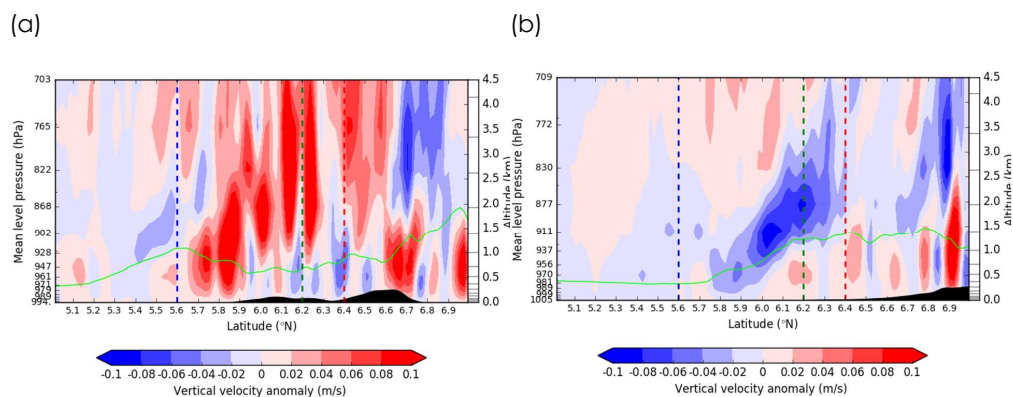 (a)
(b)
703
765
822
868
902
928
947
961
971
994.
Mean level pressure (hPa)
4.5
4.0
3.5
3.0
2.5
2.0
1.5
1.0
0.5
0.0
Altitude (km)
5.1 5.2 5.3 5.4 5.5 5.6 5.7 5.8 5.9 6.0 6.1 6.2 6.3 6.4 6.5 6.6 6.7 6.8 6.9
Latitude (°N)
-0.1 -0.08 -0.06 -0.04 -0.02 0 0.02 0.04 0.06 0.08 0.1
Vertical velocity anomaly (m/s)
709
772
830
877
911
937
956
970
981
1005
Mean level pressure (hPa)
4.5
4.0
3.5
3.0
2.5
2.0
1.5
1.0
0.5
0.0
Altitude (km)
5.1 5.2 5.3 5.4 5.5 5.6 5.7 5.8 5.9 6.0 6.1 6.2 6.3 6.4 6.5 6.6 6.7 6.8 6.9
Latitude (°N)
-0.1 -0.08 -0.06 -0.04 -0.02 0 0.02 0.04 0.06 0.08 0.1
Vertical velocity anomaly (m/s)